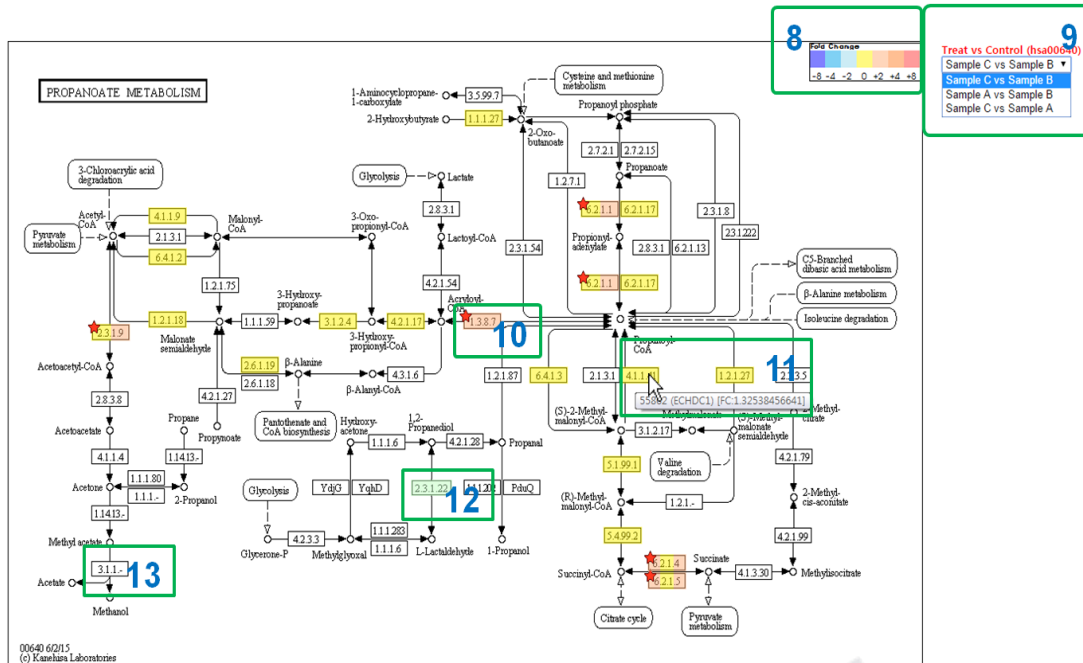 8
Fold Change
-8 -4 -2 0 +2 +4 +8
9
Treat vs Control (hsa00640)
Sample C vs Sample B ▼
Sample C vs Sample B
Sample A vs Sample B
Sample C vs Sample A
PROPANOATE METABOLISM
1-Aminocyclopropane-
1-carboxylate
3.5.99.7
2-Hydroxybutyrate
1.1.1.27
2-Oxo-
butanoate
Cysteine and methionine
metabolism
Propanoyl phosphate
2.7.2.1
2.7.2.15
Propanoate
1.2.7.1
6.2.1.1
6.2.1.17
2.3.1.8
Propionyl-
adenylate
2.3.1.222
2.3.1.54
2.8.3.1
6.2.1.13
6.2.1.1
6.2.1.17
C5-Branched
dibasic acid metabolism
β-Alanine metabolism
Isoleucine degradation
Propanoyl-
CoA
3-Chloroacrylic acid
degradation
Glycolysis
Lactate
2.8.3.1
Lactoyl-CoA
4.2.1.54
Acryloyl-
CoA
Acetyl-
CoA
Pyruvate
metabolism
4.1.1.9
2.1.3.1
6.4.1.2
Malonyl-
CoA
3-Oxo-
propionyl-CoA
1.2.1.75
3-Hydroxy-
propanoate
2.3.1.9
1.2.1.18
1.1.1.59
3.1.2.4
4.2.1.17
1.3.8.7
10
Malonate
semialdehyde
3-Hydroxy-
propionyl-CoA
Acetoacetyl-CoA
2.6.1.19
2.6.1.18
β-Alanine
β-Alanyl-CoA
4.3.1.6
1.2.1.87
6.4.1.3
2.1.3.1
1.2.1.27
11
55862 (ECHDC1) [FC:1.32538456641]
2.8.3.8
4.2.1.27
Propynoate
Pantothenate and
CoA biosynthesis
(S)-2-Methyl-
malonyl-CoA
3.1.2.17
Methylmalonate
(S)-Methyl-
malonate
semialdehyde
2-Methyl-
citrate
Acetoacetate
Propane
Hydroxy-
acetone
1.1.1.6
1,2-
Propanediol
4.2.1.28
Propanal
4.1.1.4
1.14.13.-
Acetone
1.1.1.80
1.1.1.-
2-Propanol
Valine
degradation
5.1.99.1
4.2.1.79
Glycolysis
YdjG
YqhD
2.3.1.22
12
1.1.1.202
PduQ
(R)-Methyl-
malonyl-CoA
1.2.1.-
2-Methyl-
cis-aconitate
1.14.13.-
Methyl acetate
Glycerone-P
4.2.3.3
Methylglyoxal
1.1.1.283
1.1.1.6
L-Lactaldehyde
1-Propanol
5.4.99.2
4.2.1.99
3.1.1.-
13
Acetate
Methanol
Succinyl-CoA
6.2.1.4
6.2.1.5
Succinate
4.1.3.30
Methylisocitrate
Citrate cycle
Pyruvate
metabolism
00640 6/2/15
(c) Kanehisa Laboratories